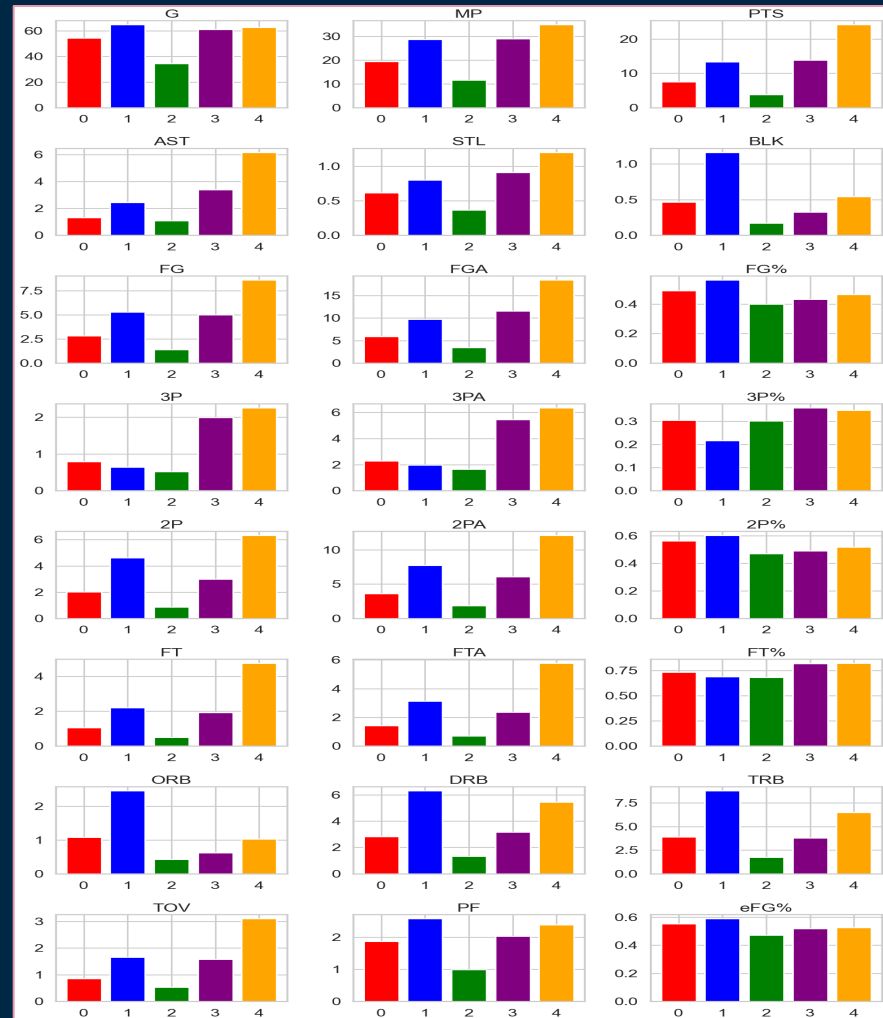 G MP PTS
60 30 20
40 20
20 10 10
0 0 0
0 1 2 3 4 0 1 2 3 4 0 1 2 3 4
AST STL BLK
6 1.0 1.0
4
2 0.5 0.5
0 0.0 0.0
0 1 2 3 4 0 1 2 3 4 0 1 2 3 4
FG FGA FG%
7.5 15 0.4
5.0 10
2.5 5 0.2
0.0 0 0.0
0 1 2 3 4 0 1 2 3 4 0 1 2 3 4
3P 3PA 3P%
2 6 0.3
4 0.2
1 2 0.1
0 0 0.0
0 1 2 3 4 0 1 2 3 4 0 1 2 3 4
2P 2PA 2P%
6 10 0.6
4 0.4
2 5 0.2
0 0 0.0
0 1 2 3 4 0 1 2 3 4 0 1 2 3 4
FT FTA FT%
4 6 0.75
4 0.50
2 2 0.25
0 0 0.00
0 1 2 3 4 0 1 2 3 4 0 1 2 3 4
ORB DRB TRB
2 6 7.5
4 5.0
1 2 2.5
0 0 0.0
0 1 2 3 4 0 1 2 3 4 0 1 2 3 4
TOV PF eFG%
3 2 0.6
2 0.4
1 1 0.2
0 0 0.0
0 1 2 3 4 0 1 2 3 4 0 1 2 3 4